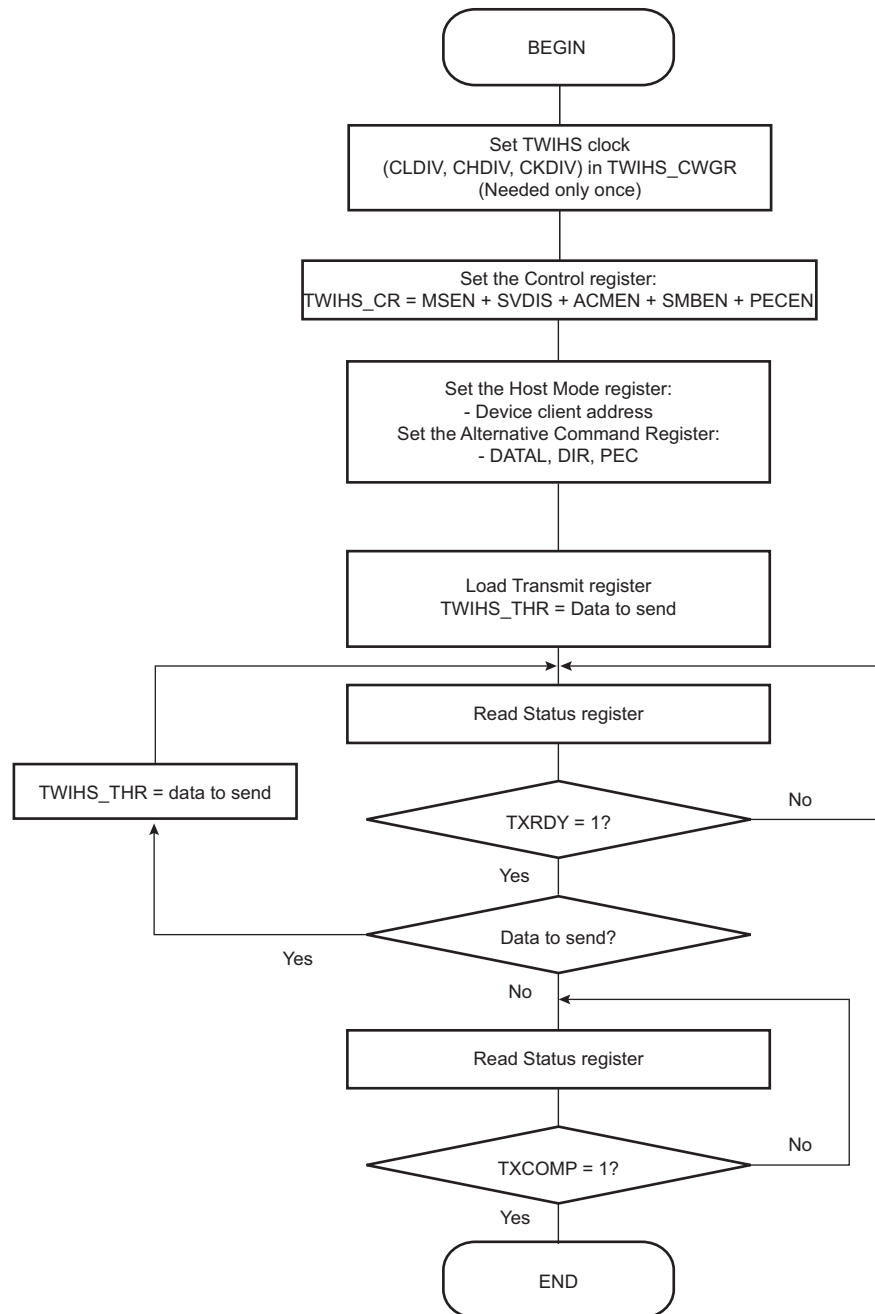 BEGIN
Set TWIHS clock
(CLDIV, CHDIV, CKDIV) in TWIHS_CWGR
(Needed only once)
Set the Control register:
TWIHS_CR = MSEN + SVDIS + ACMEN + SMBEN + PECEN
Set the Host Mode register:
- Device client address
Set the Alternative Command Register:
- DATAL, DIR, PEC
Load Transmit register
TWIHS_THR = Data to send
Read Status register
TWIHS_THR = data to send
TXRDY = 1?
No
Yes
Data to send?
Yes
No
Read Status register
TXCOMP = 1?
No
Yes
END